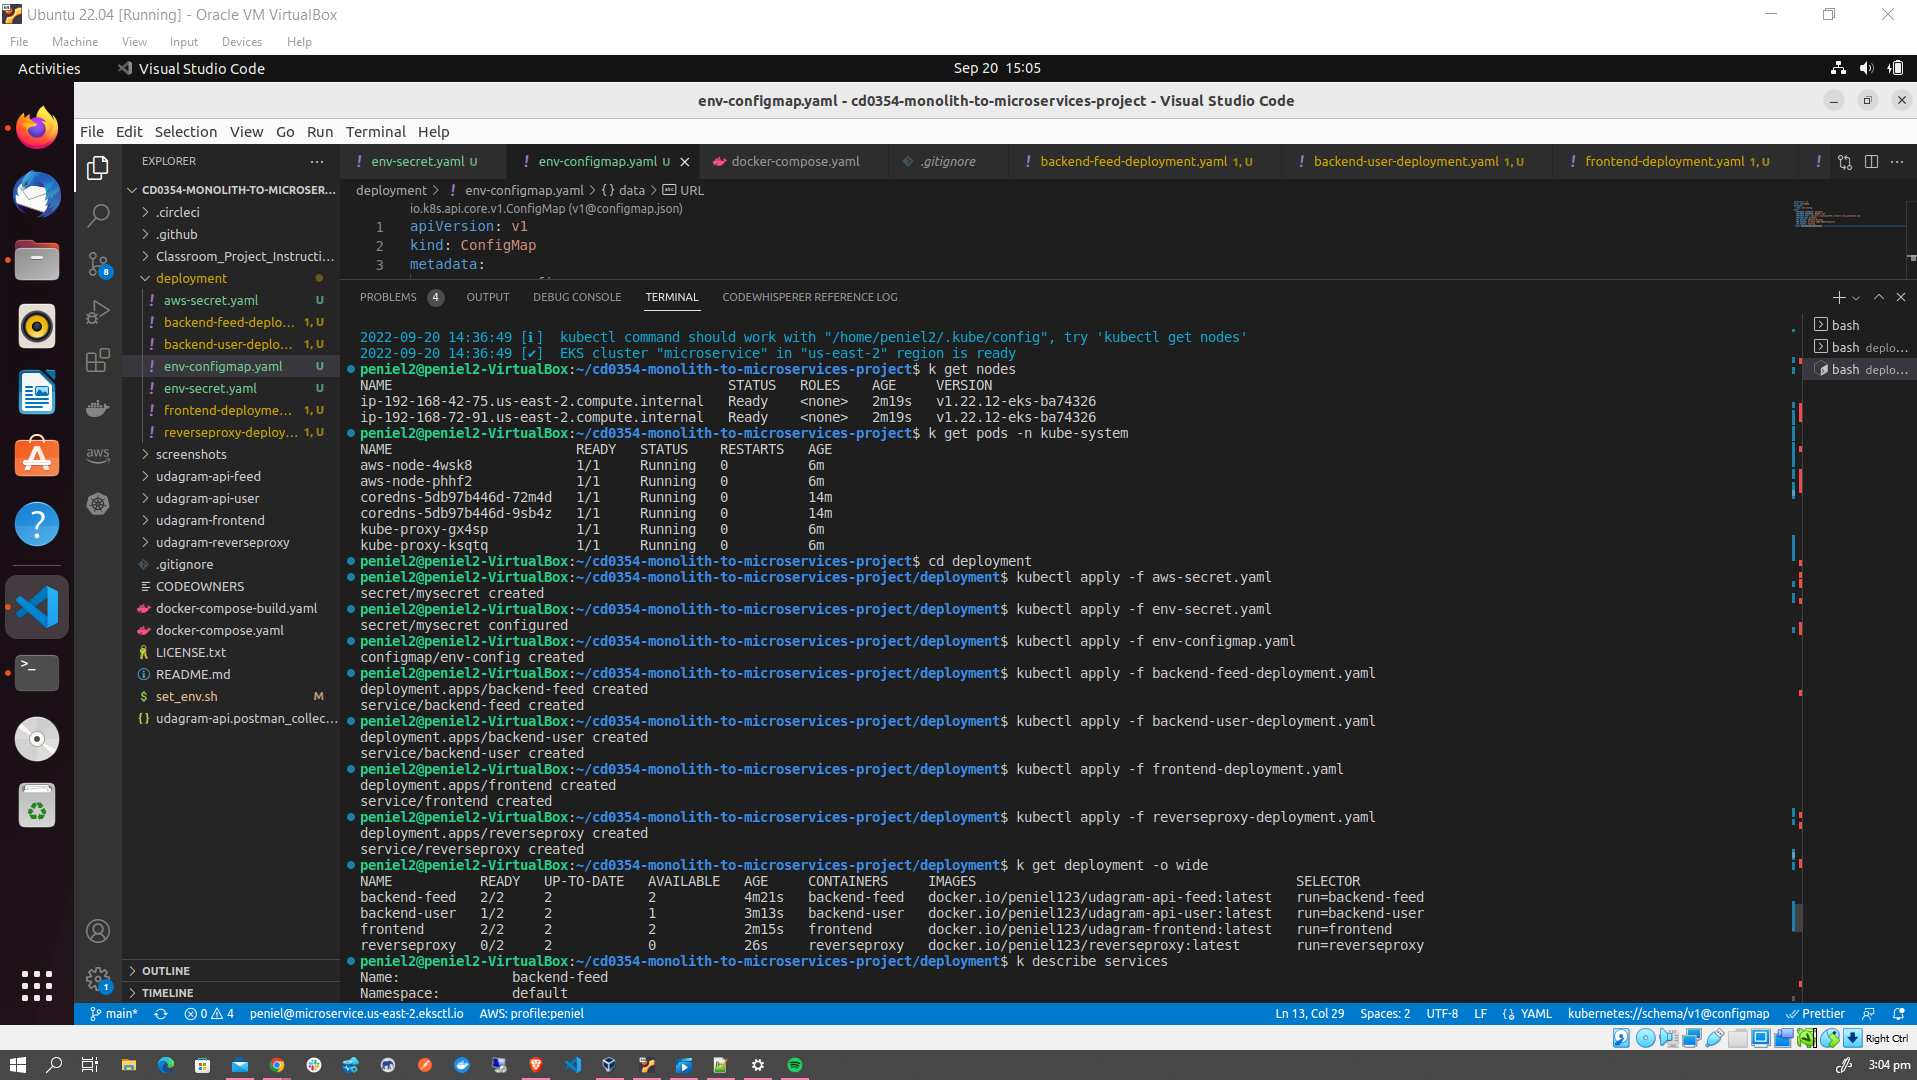 Ubuntu 22.04 [Running] - Oracle VM VirtualBox
File Machine View Input Devices Help
Activities Visual Studio Code Sep 20 15:05
env-configmap.yaml - cd0354-monolith-to-microservices-project - Visual Studio Code
File Edit Selection View Go Run Terminal Help
EXPLORER
! env-secret.yaml U ! env-configmap.yaml U docker-compose.yaml .gitignore ! backend-feed-deployment.yaml 1, U ! backend-user-deployment.yaml 1, U ! frontend-deployment.yaml 1, U !
deployment > ! env-configmap.yaml > {} data > URL
CD0354-MONOLITH-TO-MICROSER...
.circleci
.github
Classroom_Project_Instructi...
deployment
! aws-secret.yaml U
! backend-feed-deplo... 1, U
! backend-user-deplo... 1, U
! env-configmap.yaml U
! env-secret.yaml U
! frontend-deployme... 1, U
! reverseproxy-deploy... 1, U
screenshots
udagram-api-feed
udagram-api-user
udagram-frontend
udagram-reverseproxy
.gitignore
CODEOWNERS
docker-compose-build.yaml
docker-compose.yaml
LICENSE.txt
README.md
$ set_env.sh M
{} udagram-api.postman_collec...
OUTLINE
TIMELINE
8
aws
1
io.k8s.api.core.v1.ConfigMap (v1@configmap.json)
1 apiVersion: v1
2 kind: ConfigMap
3 metadata:
PROBLEMS 4 OUTPUT DEBUG CONSOLE TERMINAL CODEWHISPERER REFERENCE LOG
bash
bash deplo...
bash deplo...
2022-09-20 14:36:49 [ℹ] kubectl command should work with "/home/peniel2/.kube/config", try 'kubectl get nodes'
2022-09-20 14:36:49 [✔] EKS cluster "microservice" in "us-east-2" region is ready
peniel2@peniel2-VirtualBox:~/cd0354-monolith-to-microservices-project$ k get nodes
NAME STATUS ROLES AGE VERSION
ip-192-168-42-75.us-east-2.compute.internal Ready <none> 2m19s v1.22.12-eks-ba74326
ip-192-168-72-91.us-east-2.compute.internal Ready <none> 2m19s v1.22.12-eks-ba74326
peniel2@peniel2-VirtualBox:~/cd0354-monolith-to-microservices-project$ k get pods -n kube-system
NAME READY STATUS RESTARTS AGE
aws-node-4wsk8 1/1 Running 0 6m
aws-node-phhf2 1/1 Running 0 6m
coredns-5db97b446d-72m4d 1/1 Running 0 14m
coredns-5db97b446d-9sb4z 1/1 Running 0 14m
kube-proxy-gx4sp 1/1 Running 0 6m
kube-proxy-ksqtq 1/1 Running 0 6m
peniel2@peniel2-VirtualBox:~/cd0354-monolith-to-microservices-project$ cd deployment
peniel2@peniel2-VirtualBox:~/cd0354-monolith-to-microservices-project/deployment$ kubectl apply -f aws-secret.yaml
secret/mysecret created
peniel2@peniel2-VirtualBox:~/cd0354-monolith-to-microservices-project/deployment$ kubectl apply -f env-secret.yaml
secret/mysecret configured
peniel2@peniel2-VirtualBox:~/cd0354-monolith-to-microservices-project/deployment$ kubectl apply -f env-configmap.yaml
configmap/env-config created
peniel2@peniel2-VirtualBox:~/cd0354-monolith-to-microservices-project/deployment$ kubectl apply -f backend-feed-deployment.yaml
deployment.apps/backend-feed created
service/backend-feed created
peniel2@peniel2-VirtualBox:~/cd0354-monolith-to-microservices-project/deployment$ kubectl apply -f backend-user-deployment.yaml
deployment.apps/backend-user created
service/backend-user created
peniel2@peniel2-VirtualBox:~/cd0354-monolith-to-microservices-project/deployment$ kubectl apply -f frontend-deployment.yaml
deployment.apps/frontend created
service/frontend created
peniel2@peniel2-VirtualBox:~/cd0354-monolith-to-microservices-project/deployment$ kubectl apply -f reverseproxy-deployment.yaml
deployment.apps/reverseproxy created
service/reverseproxy created
peniel2@peniel2-VirtualBox:~/cd0354-monolith-to-microservices-project/deployment$ k get deployment -o wide
NAME READY UP-TO-DATE AVAILABLE AGE CONTAINERS IMAGES SELECTOR
backend-feed 2/2 2 2 4m21s backend-feed docker.io/peniel123/udagram-api-feed:latest run=backend-feed
backend-user 1/2 2 1 3m13s backend-user docker.io/peniel123/udagram-api-user:latest run=backend-user
frontend 2/2 2 2 2m15s frontend docker.io/peniel123/udagram-frontend:latest run=frontend
reverseproxy 0/2 2 0 26s reverseproxy docker.io/peniel123/reverseproxy:latest run=reverseproxy
peniel2@peniel2-VirtualBox:~/cd0354-monolith-to-microservices-project/deployment$ k describe services
Name: backend-feed
Namespace: default
main* 0 4 peniel@microservice.us-east-2.eksctl.io AWS: profile:peniel Ln 13, Col 29 Spaces: 2 UTF-8 LF YAML kubernetes://schema/v1@configmap Prettier
Right Ctrl
3:04 pm